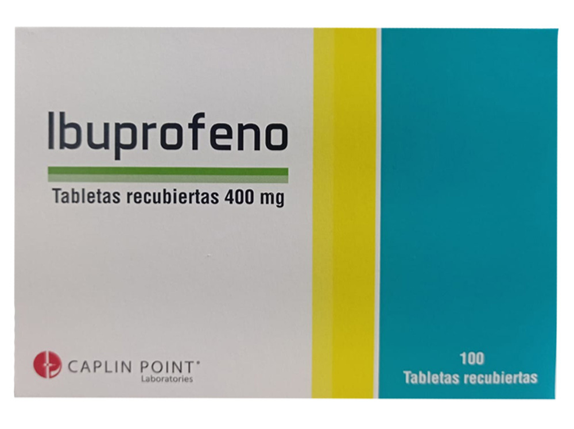 Ibuprofeno
Tabletas recubiertas 400 mg
CAPLIN POINT®
Laboratories
100
Tabletas recubiertas